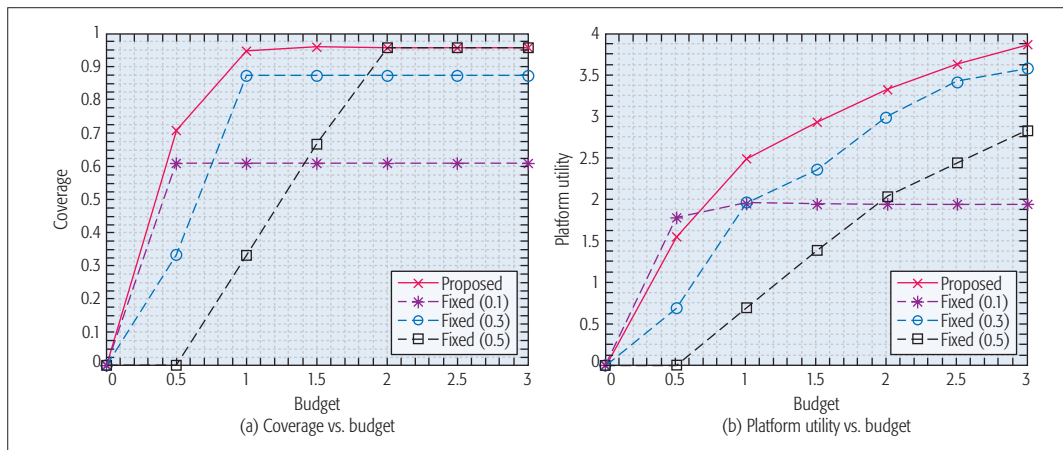 1
0.9
0.8
0.7
0.6
0.5
0.4
0.3
0.2
0.1
0
Coverage
Proposed
Fixed (0.1)
Fixed (0.3)
Fixed (0.5)
0 0.5 1 1.5 2 2.5 3
Budget
(a) Coverage vs. budget
4
3.5
3
2.5
2
1.5
1
0.5
0
Platform utility
Proposed
Fixed (0.1)
Fixed (0.3)
Fixed (0.5)
0 0.5 1 1.5 2 2.5 3
Budget
(b) Platform utility vs. budget